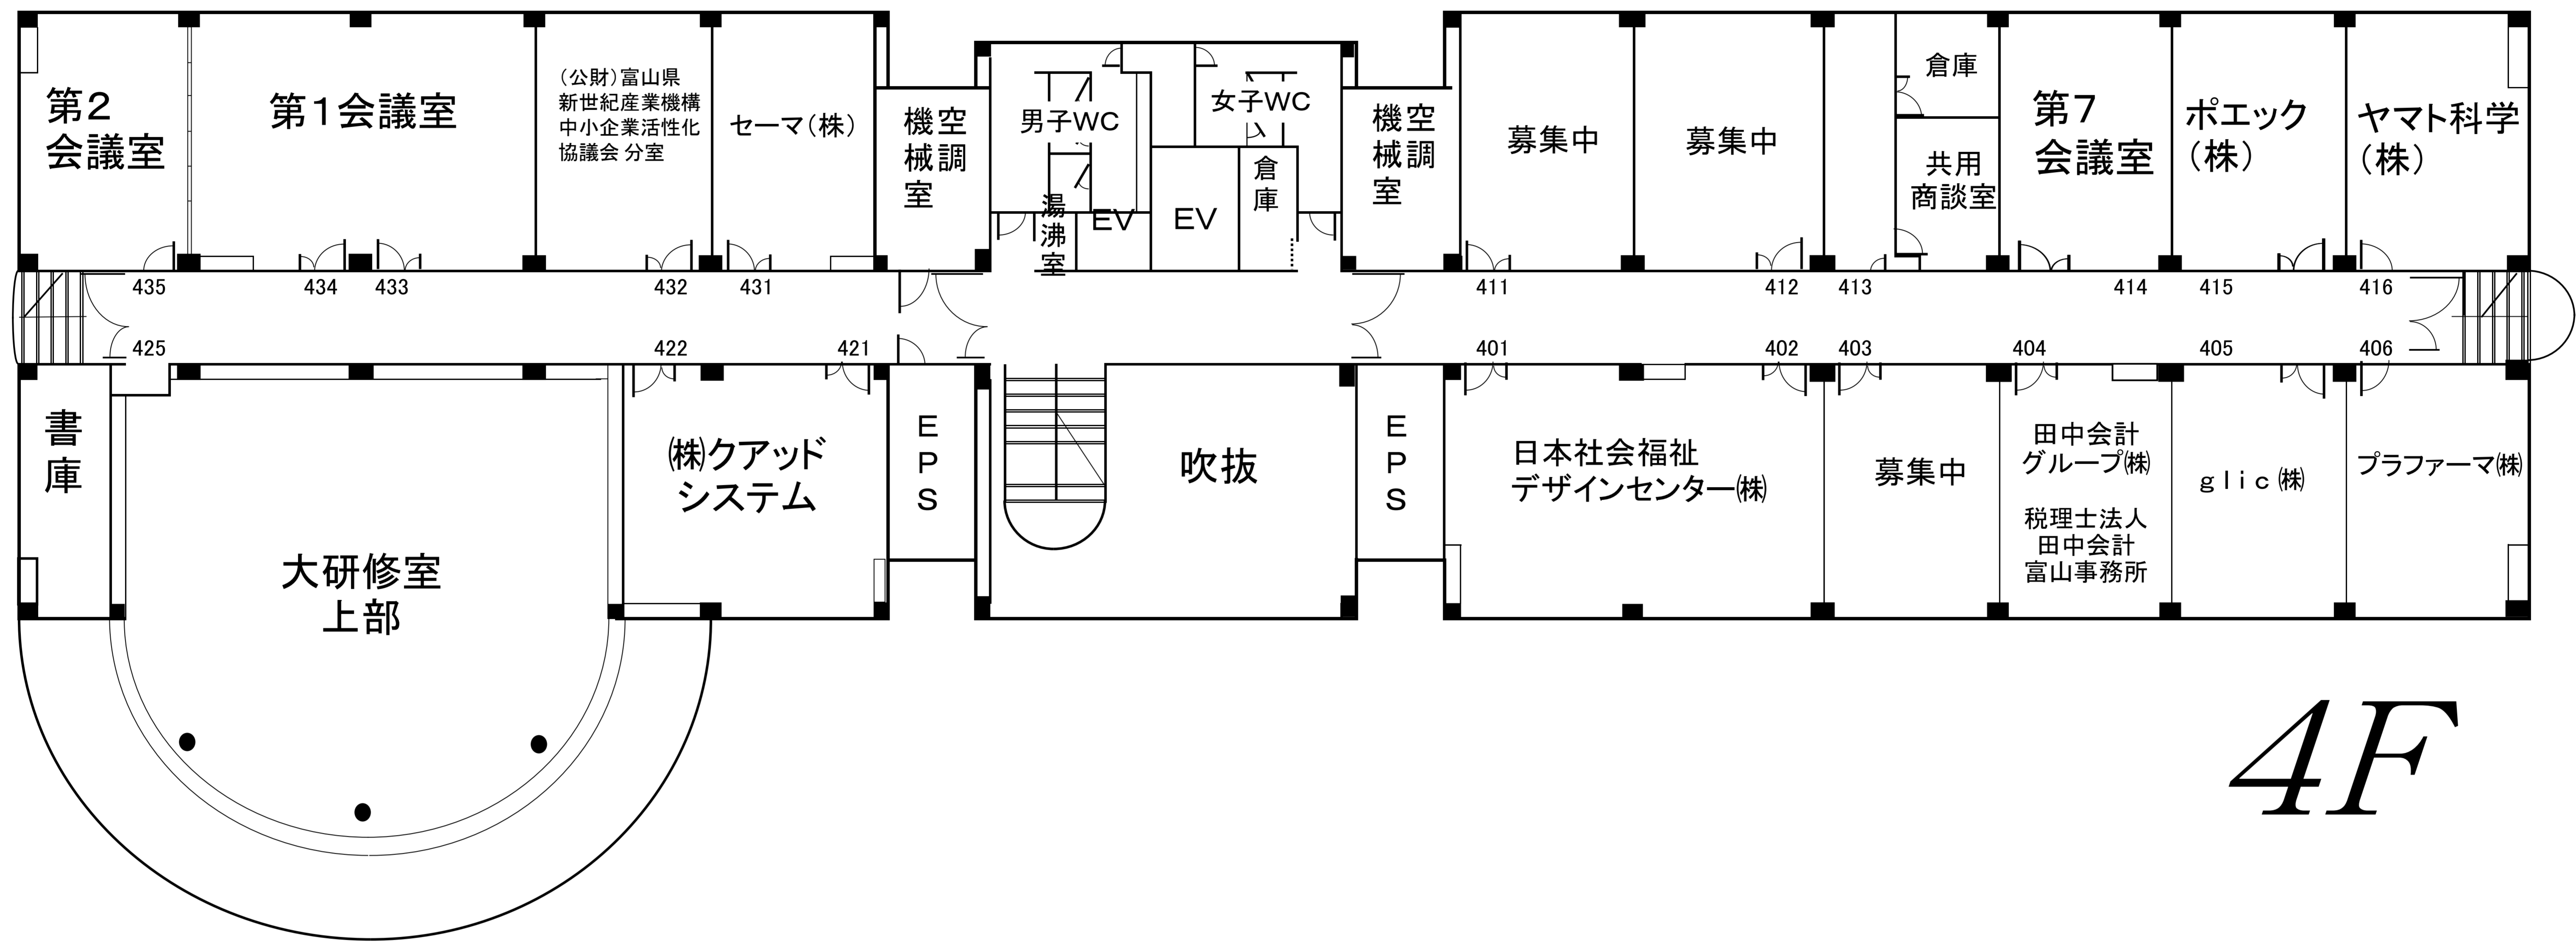 第２
会議室
第１会議室
（公財）富山県
新世紀産業機構
中小企業活性化
協議会 分室
セーマ（株）
空調
機械室
男子WC
女子WC
湯沸室
EV
EV
倉庫
空調
機械室
募集中
募集中
倉庫
共用
商談室
第７
会議室
ポエック
（株）
ヤマト科学
（株）
435
434
433
432
431
411
412
413
414
415
416
425
422
421
401
402
403
404
405
406
書庫
大研修室
上部
㈱クアッド
システム
EPS
吹抜
EPS
日本社会福祉
デザインセンター㈱
募集中
田中会計
グループ㈱
税理士法人
田中会計
富山事務所
ｇｌｉｃ㈱
プラファーマ㈱
4F